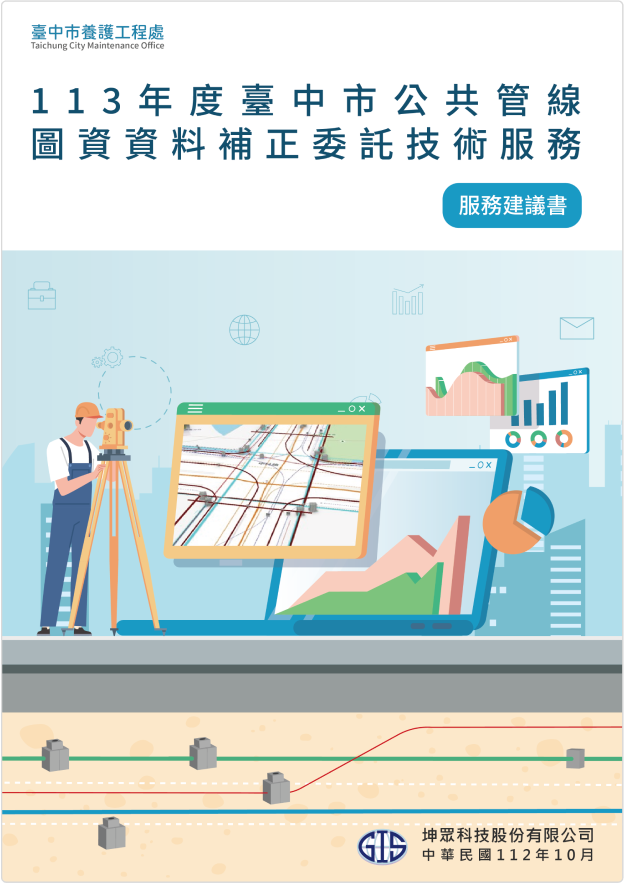 臺中市養護工程處
Taichung City Maintenance Office
113年度臺中市公共管線
圖資資料補正委託技術服務
服務建議書
GIS
坤眾科技股份有限公司
中華民國112年10月